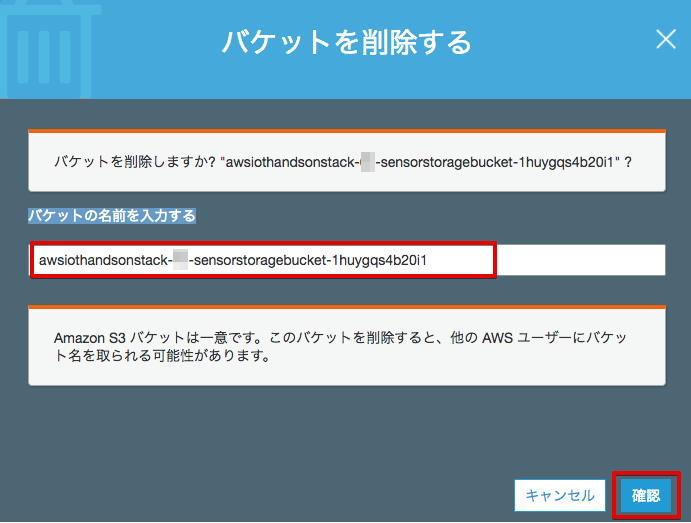 バケットを削除する
バケットを削除しますか? "awsiothandsonstack- -sensorstoragebucket-1huygqs4b20i1" ?
バケットの名前を入力する
awsiothandsonstack- -sensorstoragebucket-1huygqs4b20i1
Amazon S3 バケットは一意です。このバケットを削除すると、他の AWS ユーザーにバケッ
ト名を取られる可能性があります。
キャンセル 確認